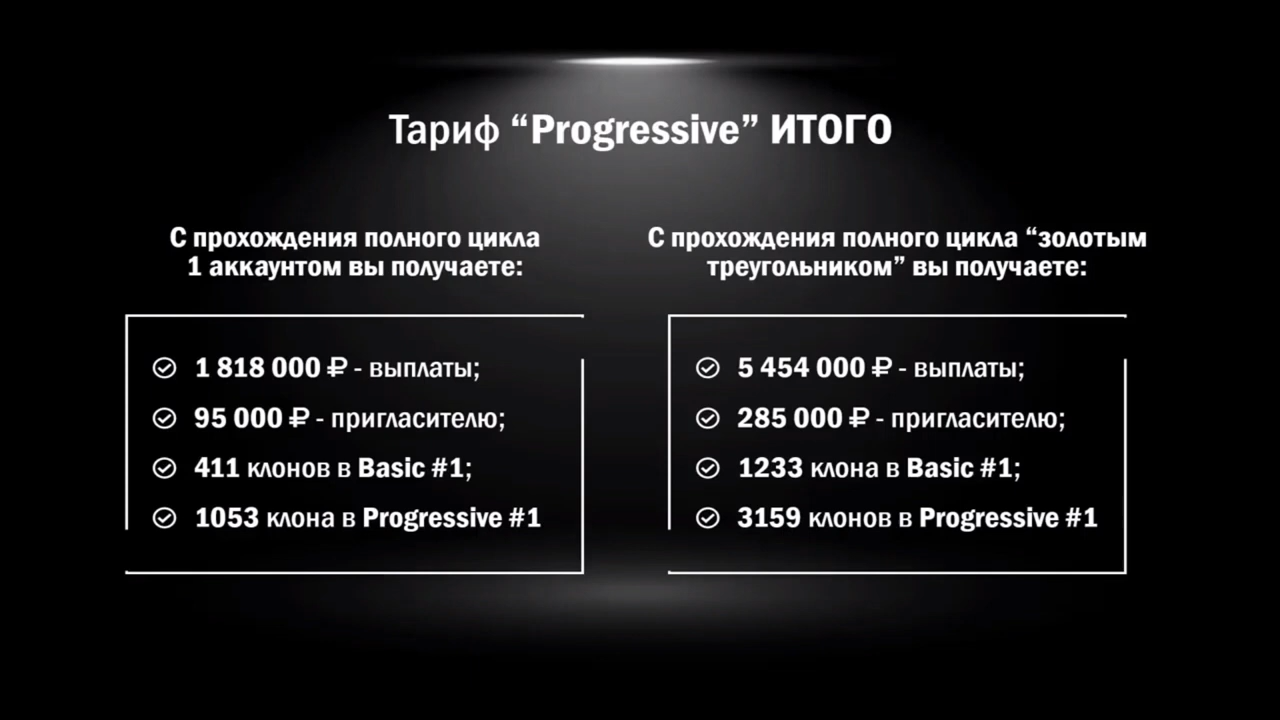 Тариф “Progressive” ИТОГО
С прохождения полного цикла
1 аккаунтом вы получаете:
1 818 000 ₽ - выплаты;
95 000 ₽ - пригласителю;
411 клонов в Basic #1;
1053 клона в Progressive #1
С прохождения полного цикла “золотым
треугольником” вы получаете:
5 454 000 ₽ - выплаты;
285 000 ₽ - пригласителю;
1233 клона в Basic #1;
3159 клонов в Progressive #1